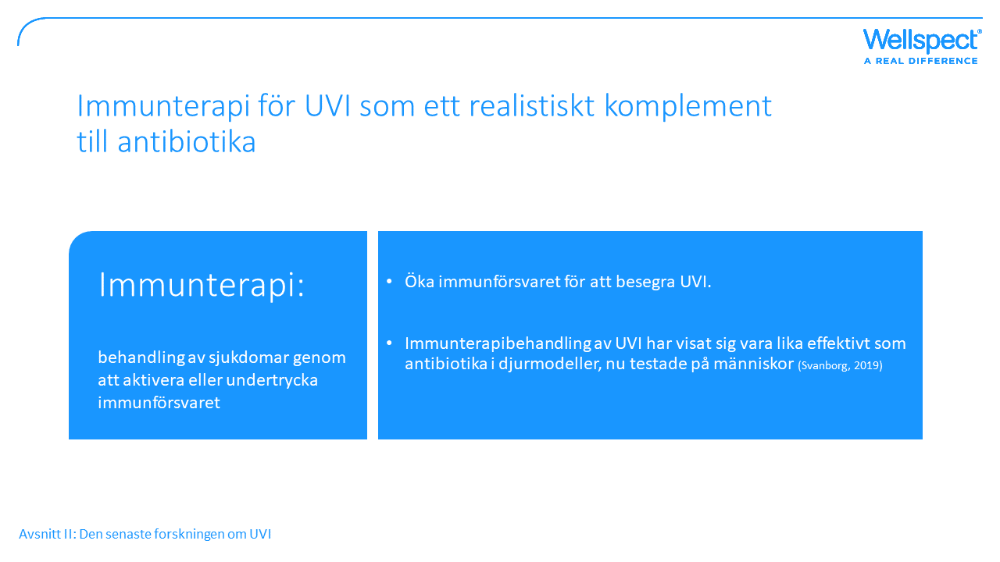 Wellspect®
A REAL DIFFERENCE
Immunterapi för UVI som ett realistiskt komplement
till antibiotika
Immunterapi:
behandling av sjukdomar genom
att aktivera eller undertrycka
immunförsvaret
• Öka immunförsvaret för att besegra UVI.
• Immunterapibehandling av UVI har visat sig vara lika effektivt som
antibiotika i djurmodeller, nu testade på människor (Svanborg, 2019)
Avsnitt II: Den senaste forskningen om UVI